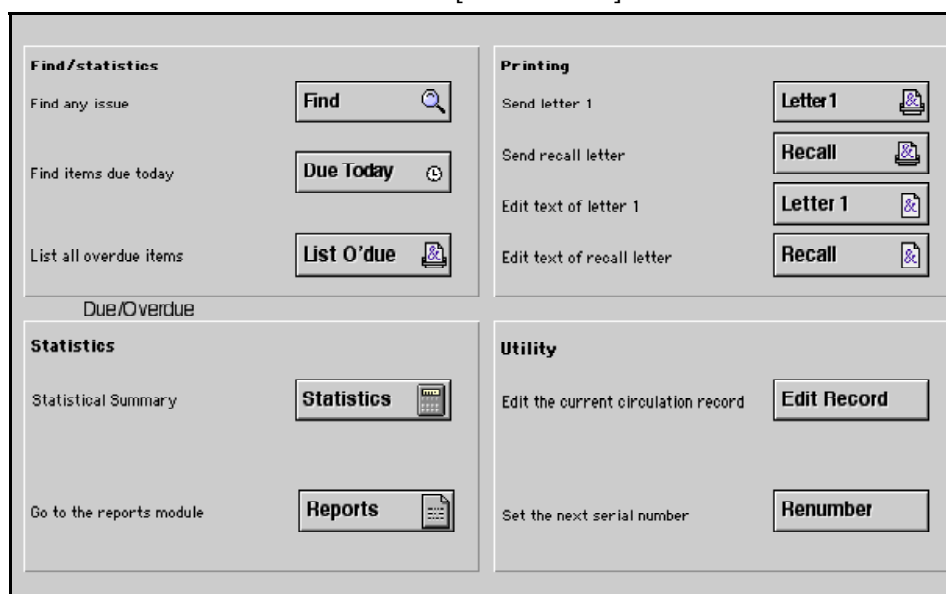 Find/statistics
Find any issue
Find
Find items due today
Due Today
List all overdue items
List O'due
Printing
Send letter 1
Letter1
Send recall letter
Recall
Edit text of letter 1
Letter 1
Edit text of recall letter
Recall
Due/Overdue
Statistics
Statistical Summary
Statistics
Go to the reports module
Reports
Utility
Edit the current circulation record
Edit Record
Set the next serial number
Renumber